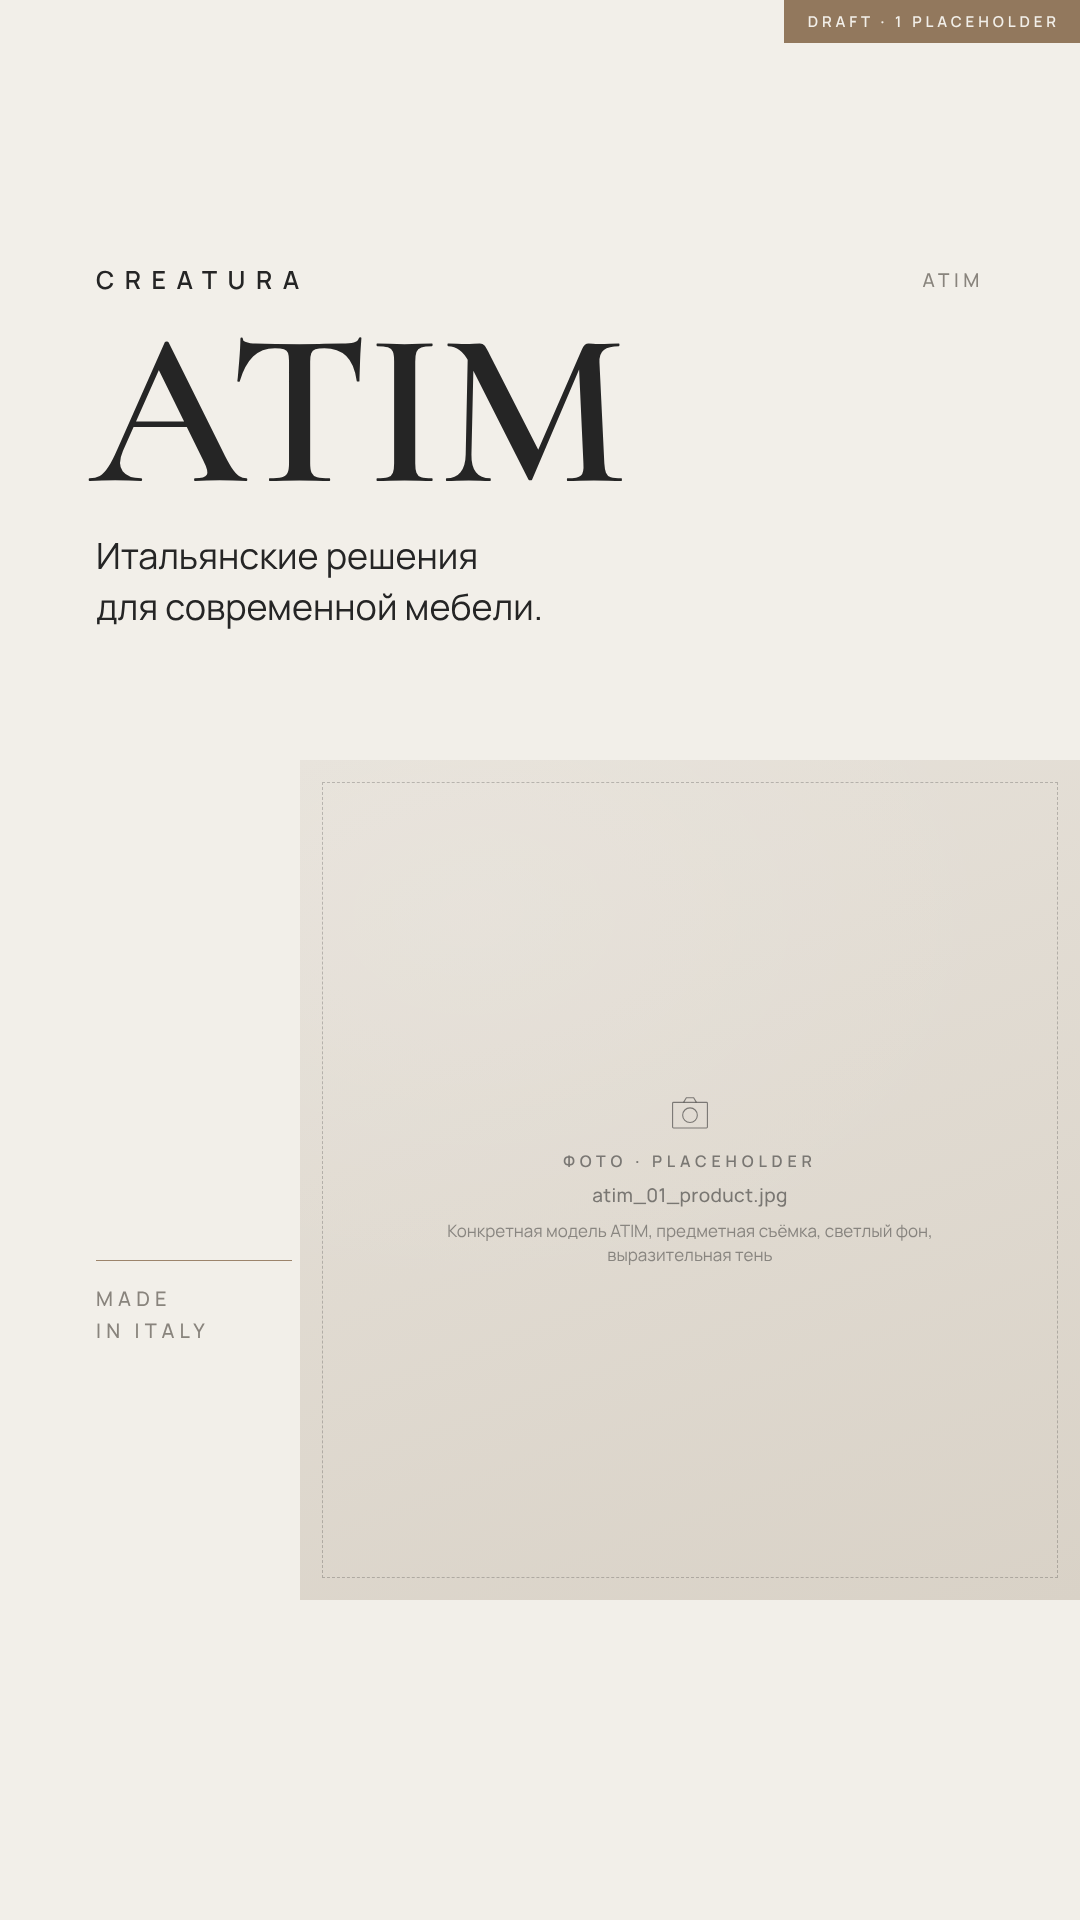 DRAFT · 1 PLACEHOLDER
CREATURA
ATIM
ATIM
Итальянские решения
для современной мебели.
ФОТО · PLACEHOLDER
atim_01_product.jpg
Конкретная модель ATIM, предметная съёмка, светлый фон,
выразительная тень
MADE
IN ITALY